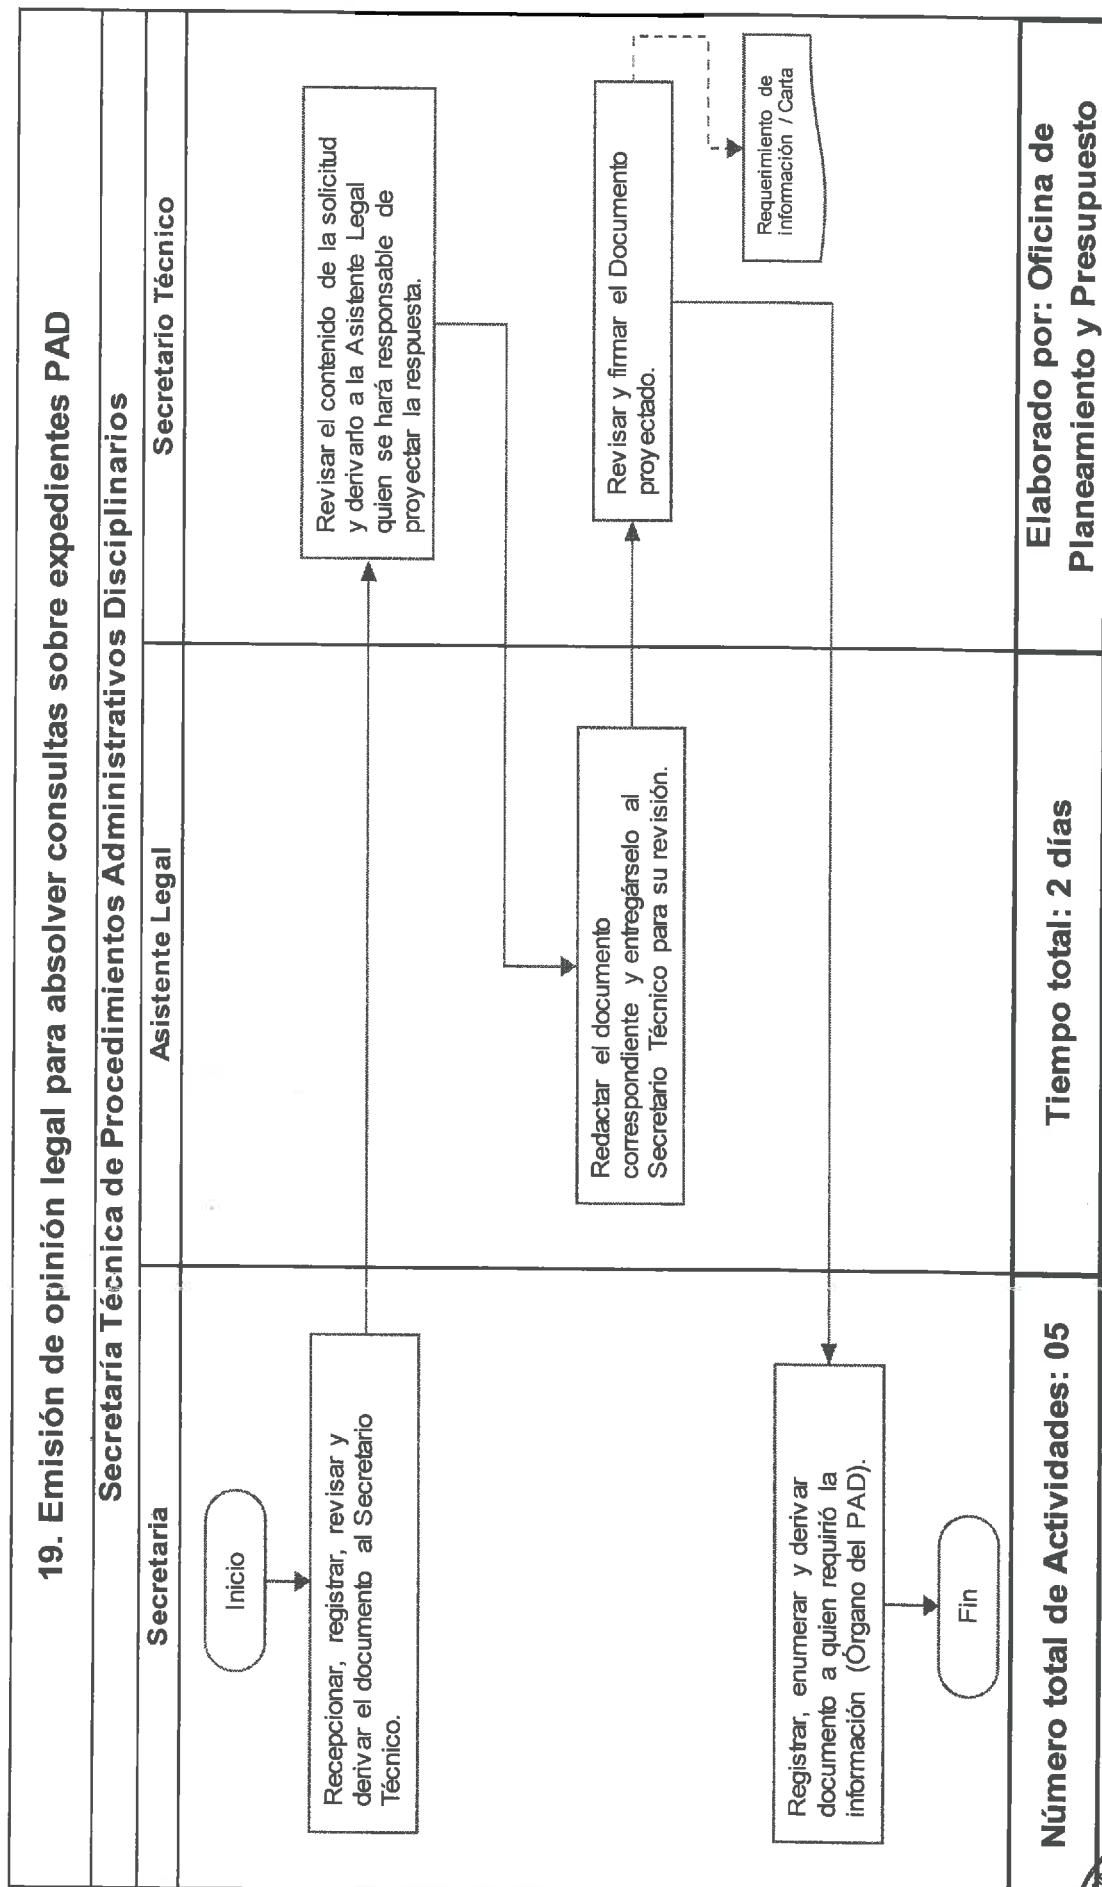 19. Emisión de opinión legal para absolver consultas sobre expedientes PAD
Secretaría Técnica de Procedimientos Administrativos Disciplinarios
Secretaria
Asistente Legal
Secretario Técnico
Inicio
Recepcionar, registrar, revisar y
derivar el documento al Secretario
Técnico.
Revisar el contenido de la solicitud
y derivarlo a la Asistente Legal
quien se hará responsable de
proyectar la respuesta.
Redactar el documento
correspondiente y entregárselo al
Secretario Técnico para su revisión.
Revisar y firmar el Documento
proyectado.
Requerimiento de
información / Carta
Registrar, enumerar y derivar
documento a quien requirió la
información (Órgano del PAD).
Fin
Número total de Actividades: 05
Tiempo total: 2 días
Elaborado por: Oficina de
Planeamiento y Presupuesto